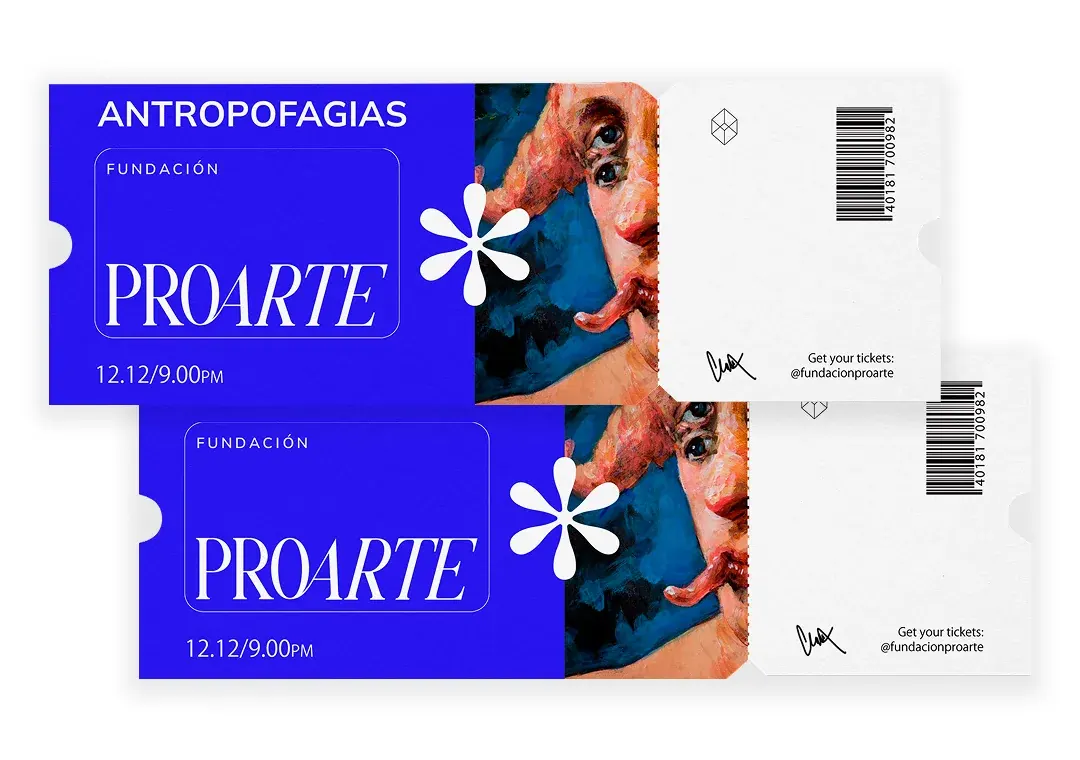 ANTROPOFAGIAS
FUNDACIÓN
PROARTE
12.12/9.00PM
40181 700982
Get your tickets:
@fundacionproarte
FUNDACIÓN
PROARTE
12.12/9.00PM
40181 700982
Get your tickets:
@fundacionproarte